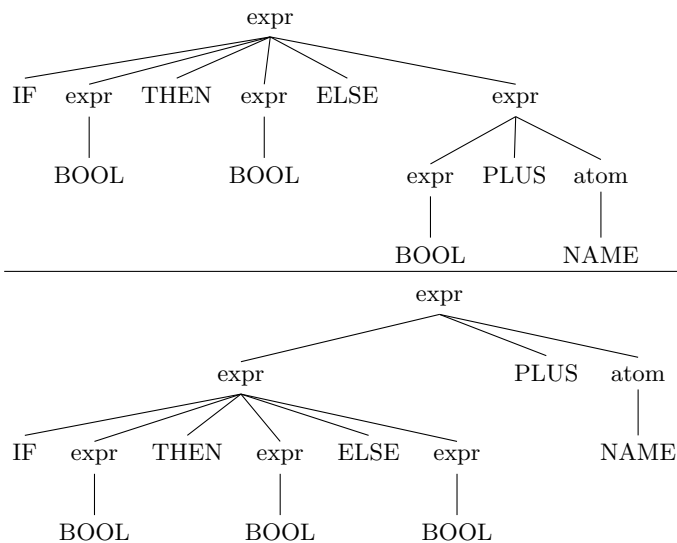 expr
IF expr THEN expr ELSE expr
BOOL BOOL expr PLUS atom
BOOL NAME
expr
expr PLUS atom
IF expr THEN expr ELSE expr NAME
BOOL BOOL BOOL